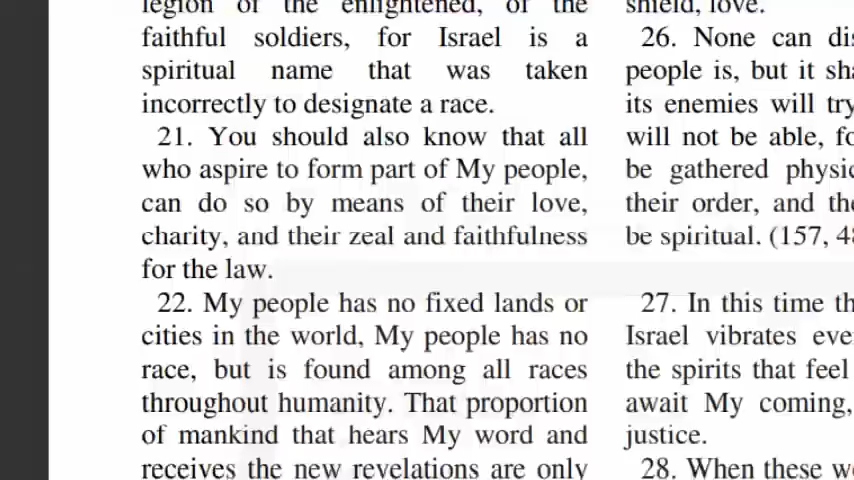 legion of the enlightened, of the
faithful soldiers, for Israel is a
spiritual name that was taken
incorrectly to designate a race.
21. You should also know that all
who aspire to form part of My people,
can do so by means of their love,
charity, and their zeal and faithfulness
for the law.
22. My people has no fixed lands or
cities in the world, My people has no
race, but is found among all races
throughout humanity. That proportion
of mankind that hears My word and
receives the new revelations are only
shield, love.
26. None can
people is, but it
its enemies will try
will not be able,
be gathered
their order, and
be spiritual. (157,
27. In this time
Israel vibrates
the spirits that feel
await My coming,
justice.
28. When these